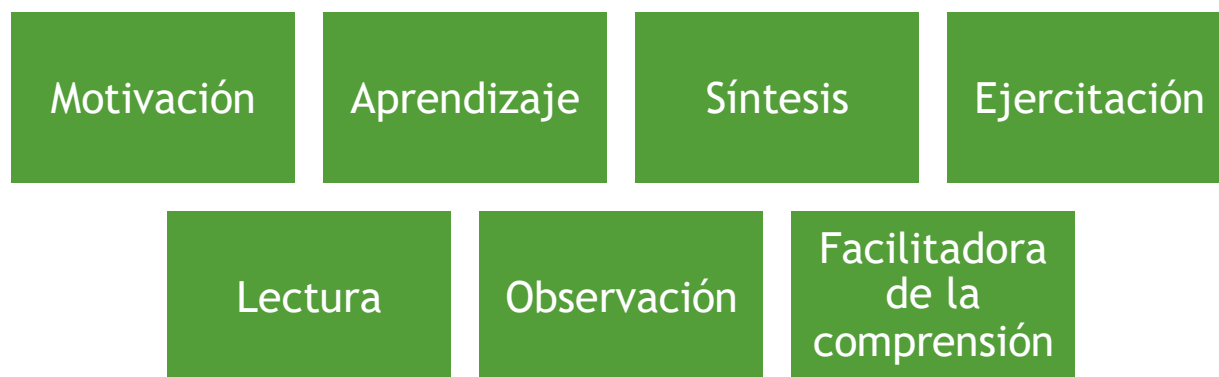 Motivación
Aprendizaje
Síntesis
Ejercitación
Lectura
Observación
Facilitadora
de la
comprensión